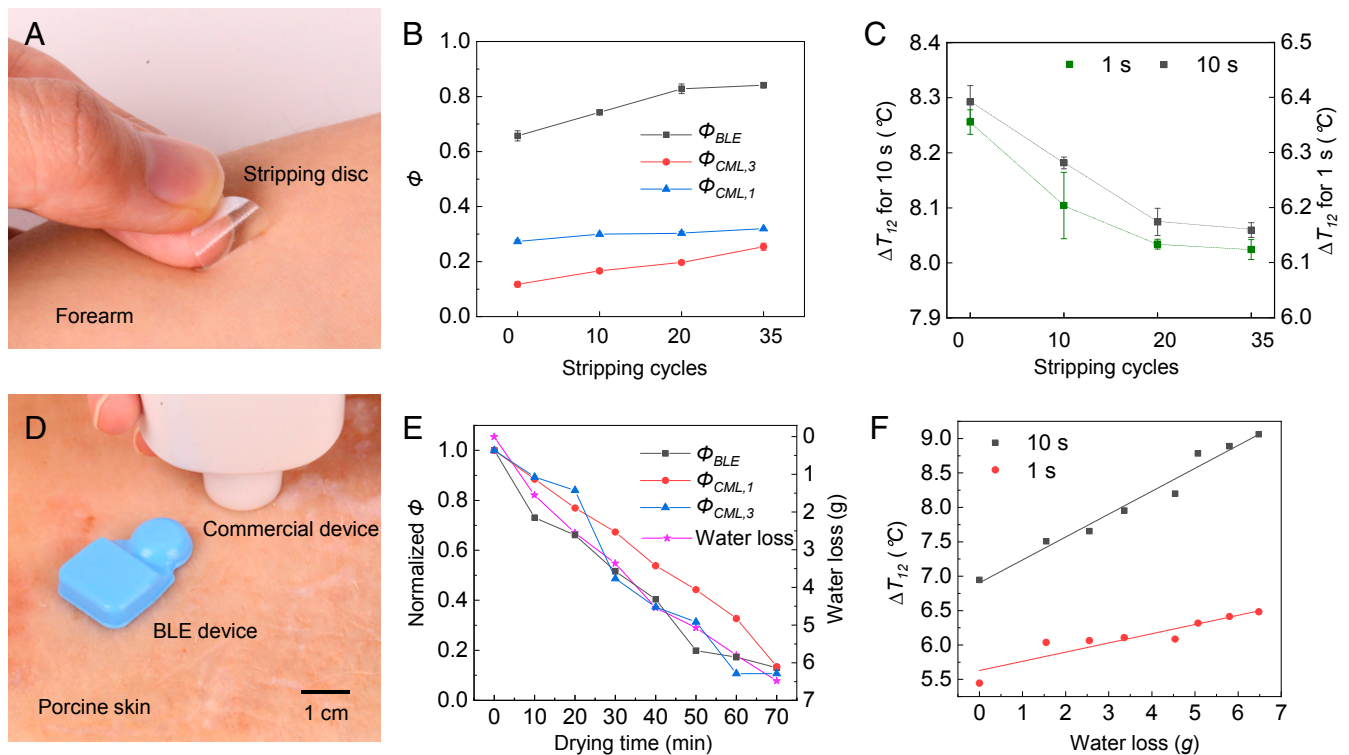 A
Stripping disc
Forearm
B
1.0
0.8
0.6
0.4
0.2
0.0
Φ
Φ_BLE
Φ_CML,3
Φ_CML,1
0 10 20 35
Stripping cycles
C
8.4
8.3
8.2
8.1
8.0
7.9
ΔT_12 for 10 s (℃)
1 s 10 s
6.5
6.4
6.3
6.2
6.1
6.0
ΔT_12 for 1 s (℃)
0 10 20 35
Stripping cycles
D
Commercial device
BLE device
Porcine skin
1 cm
E
1.0
0.8
0.6
0.4
0.2
0.0
Normalized Φ
Φ_BLE
Φ_CML,1
Φ_CML,3
Water loss
0
1
2
3
4
5
6
7
Water loss (g)
0 10 20 30 40 50 60 70
Drying time (min)
F
9.0
8.5
8.0
7.5
7.0
6.5
6.0
5.5
ΔT_12 (℃)
10 s
1 s
0 1 2 3 4 5 6 7
Water loss (g)